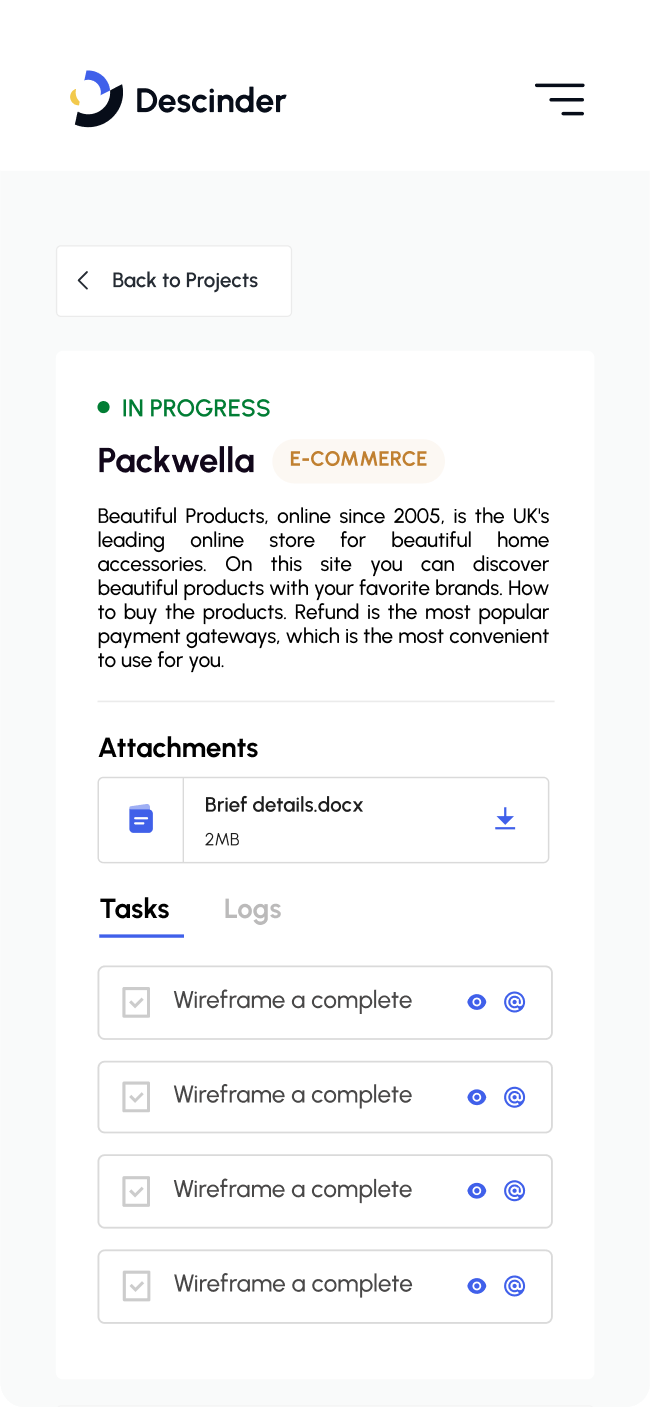 Descinder
Back to Projects
IN PROGRESS
Packwella E-COMMERCE
Beautiful Products, online since 2005, is the UK's
leading online store for beautiful home
accessories. On this site you can discover
beautiful products with your favorite brands. How
to buy the products. Refund is the most popular
payment gateways, which is the most convenient
to use for you.
Attachments
Brief details.docx
2MB
Tasks Logs
Wireframe a complete
Wireframe a complete
Wireframe a complete
Wireframe a complete